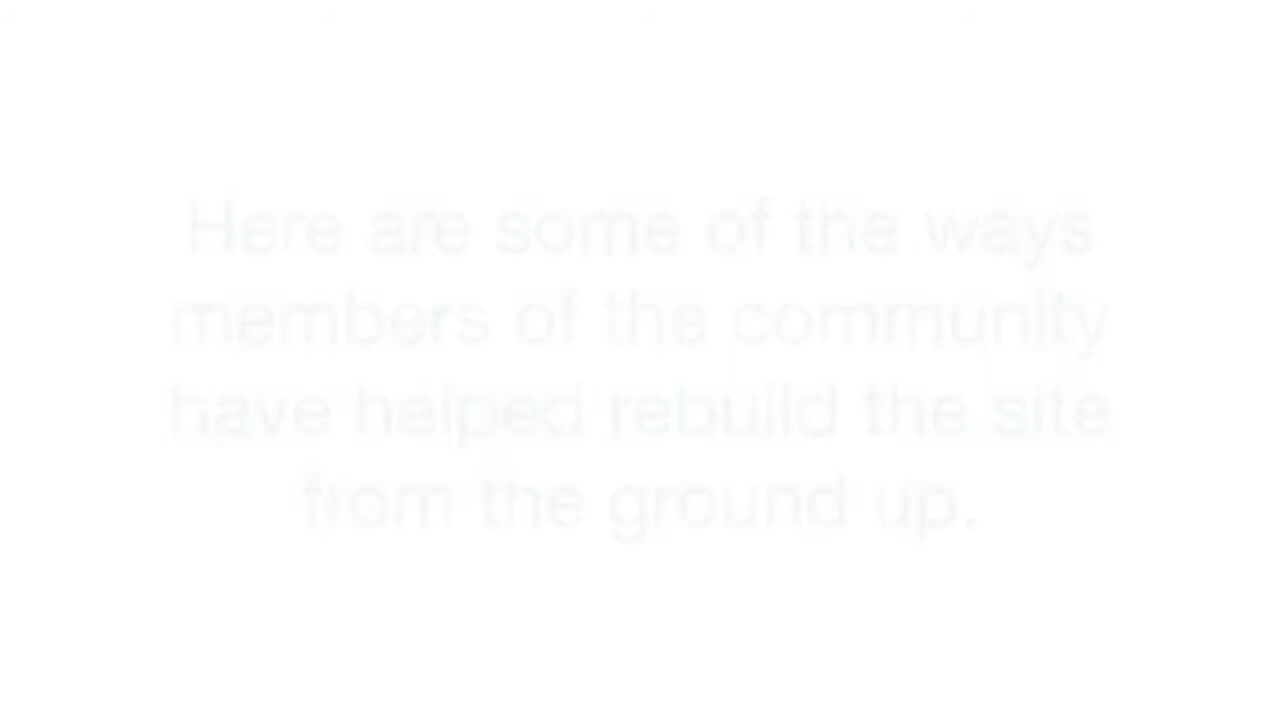 Here are some of the ways
members of the community
have helped rebuild the site
from the ground up.